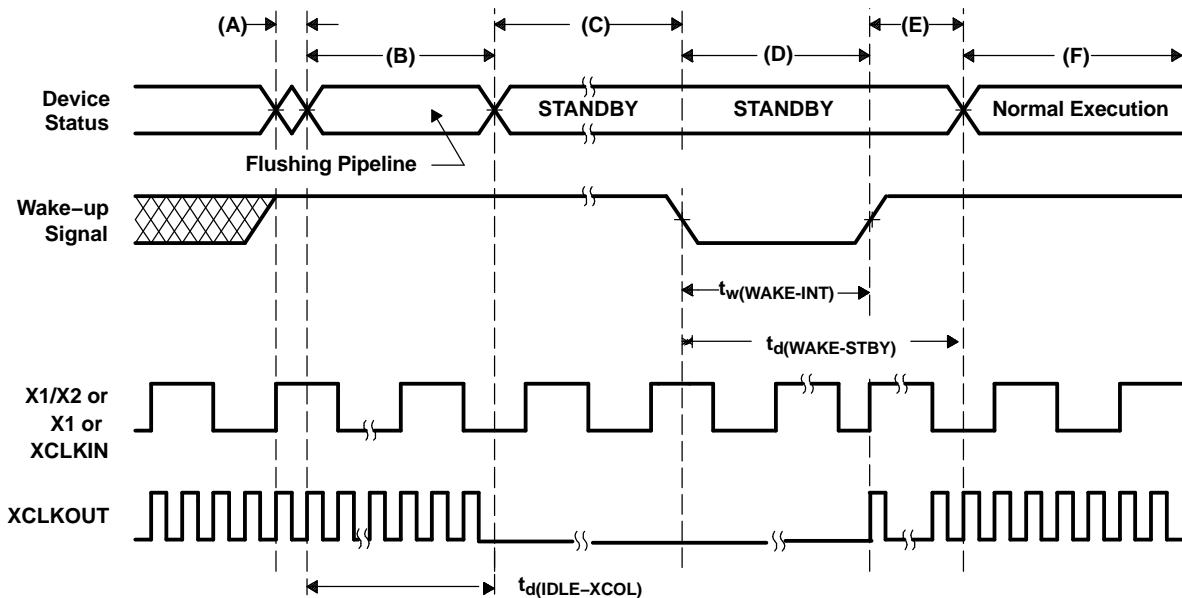 (A)
(B)
(C)
(D)
(E)
(F)
Device
Status
STANDBY
STANDBY
Normal Execution
Flushing Pipeline
Wake−up
Signal
tw(WAKE-INT)
td(WAKE-STBY)
X1/X2 or
X1 or
XCLKIN
XCLKOUT
td(IDLE−XCOL)